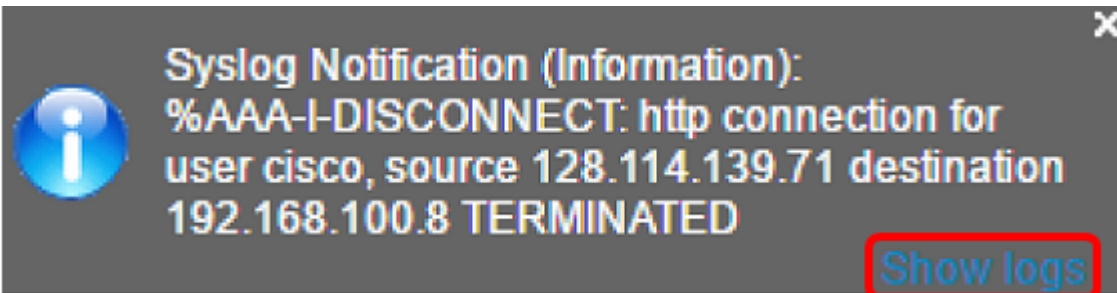 Syslog Notification (Information):
%AAA-I-DISCONNECT: http connection for
user cisco, source 128.114.139.71 destination
192.168.100.8 TERMINATED
Show logs